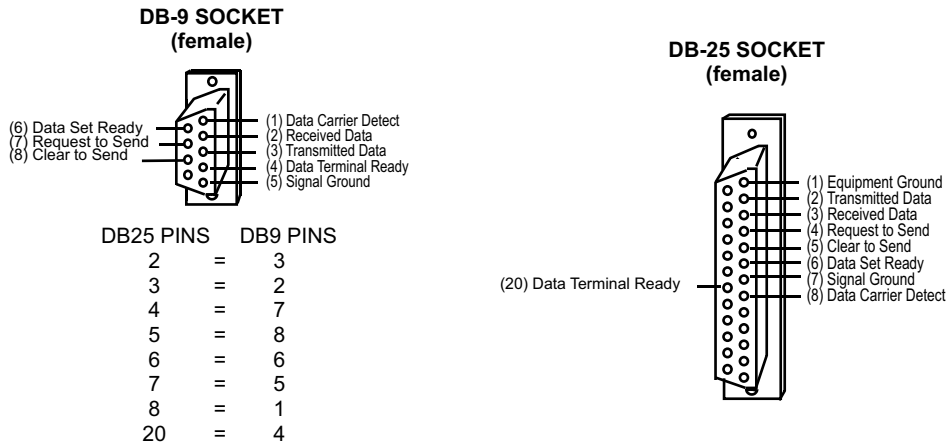 DB-9 SOCKET
(female)
(6) Data Set Ready
(7) Request to Send
(8) Clear to Send
(1) Data Carrier Detect
(2) Received Data
(3) Transmitted Data
(4) Data Terminal Ready
(5) Signal Ground
DB25 PINS DB9 PINS
2 = 3
3 = 2
4 = 7
5 = 8
6 = 6
7 = 5
8 = 1
20 = 4
DB-25 SOCKET
(female)
(20) Data Terminal Ready
(1) Equipment Ground
(2) Transmitted Data
(3) Received Data
(4) Request to Send
(5) Clear to Send
(6) Data Set Ready
(7) Signal Ground
(8) Data Carrier Detect